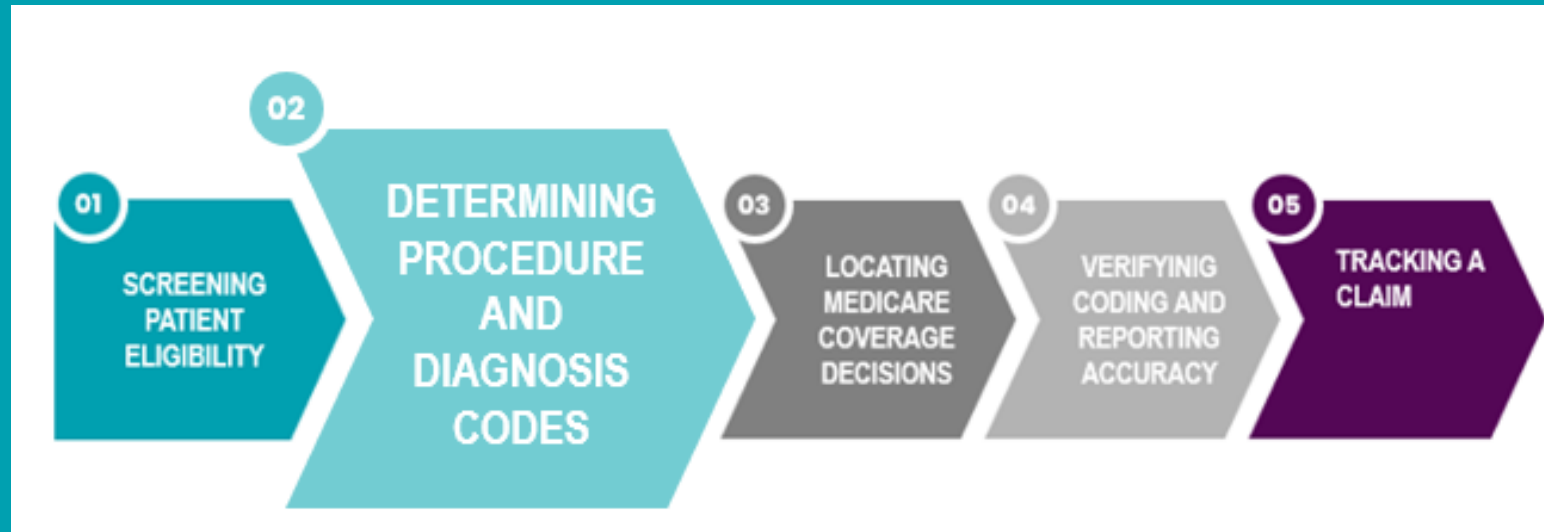 01
SCREENING
PATIENT
ELIGIBILITY
02
DETERMINING
PROCEDURE
AND
DIAGNOSIS
CODES
03
LOCATING
MEDICARE
COVERAGE
DECISIONS
04
VERIFYINIG
CODING AND
REPORTING
ACCURACY
05
TRACKING A
CLAIM